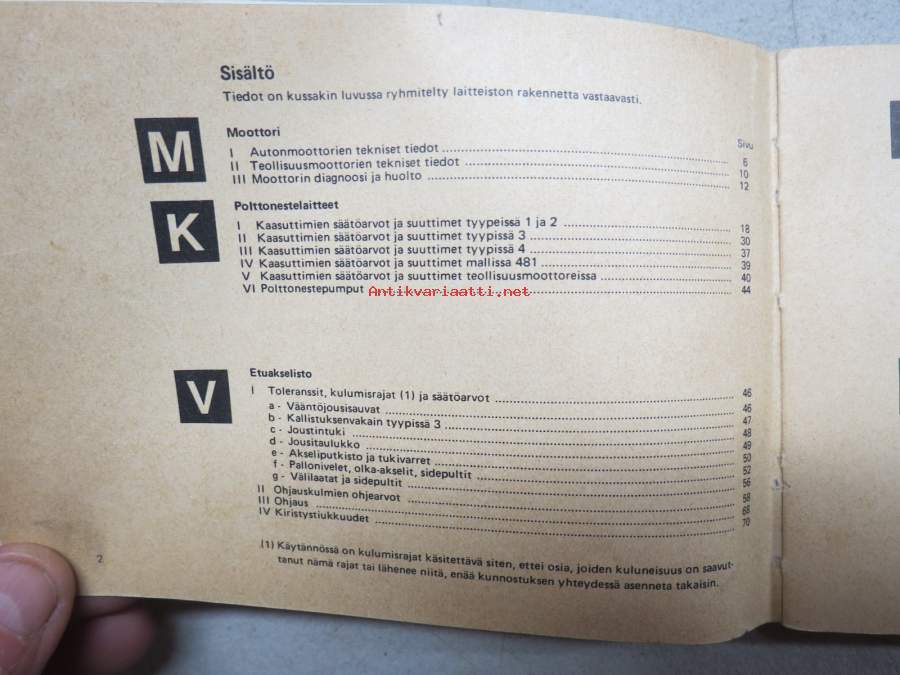 Sisältö
Tiedot on kussakin luvussa ryhmitelty laitteiston rakennetta vastaavasti.
Sivu
M
Moottori
I Autonmoottorien tekniset tiedot 6
II Teollisuusmoottorien tekniset tiedot 10
III Moottorin diagnoosi ja huolto 12
K
Polttonestelaitteet
I Kaasuttimien säätöarvot ja suuttimet tyypeissä 1 ja 2 18
II Kaasuttimien säätöarvot ja suuttimet tyypissä 3 30
III Kaasuttimien säätöarvot ja suuttimet tyypissä 4 37
IV Kaasuttimien säätöarvot ja suuttimet mallissa 481 39
V Kaasuttimien säätöarvot ja suuttimet teollisuusmoottoreissa 40
VI Polttonestepumput 44
Antikvariaatti.net
V
Etuakselisto
I Toleranssit, kulumisrajat (1) ja säätöarvot 46
a - Vääntöjousisauvat 46
b - Kallistuksenvakain tyypissä 3 47
c - Joustintuki 48
d - Jousitaulukko 49
e - Akseliputkisto ja tukivarret 50
f - Pallonivelet, olka-akselit, sidepultit 52
g - Välilaatat ja sidepultit 56
II Ohjauskulmien ohjearvot 58
III Ohjaus 68
IV Kiristystiukkuudet 70
(1) Käytännössä on kulumisrajat käsitettävä siten, ettei osia, joiden kuluneisuus on saavut-
tanut nämä rajat tai lähenee niitä, enää kunnostuksen yhteydessä asenneta takaisin.
2